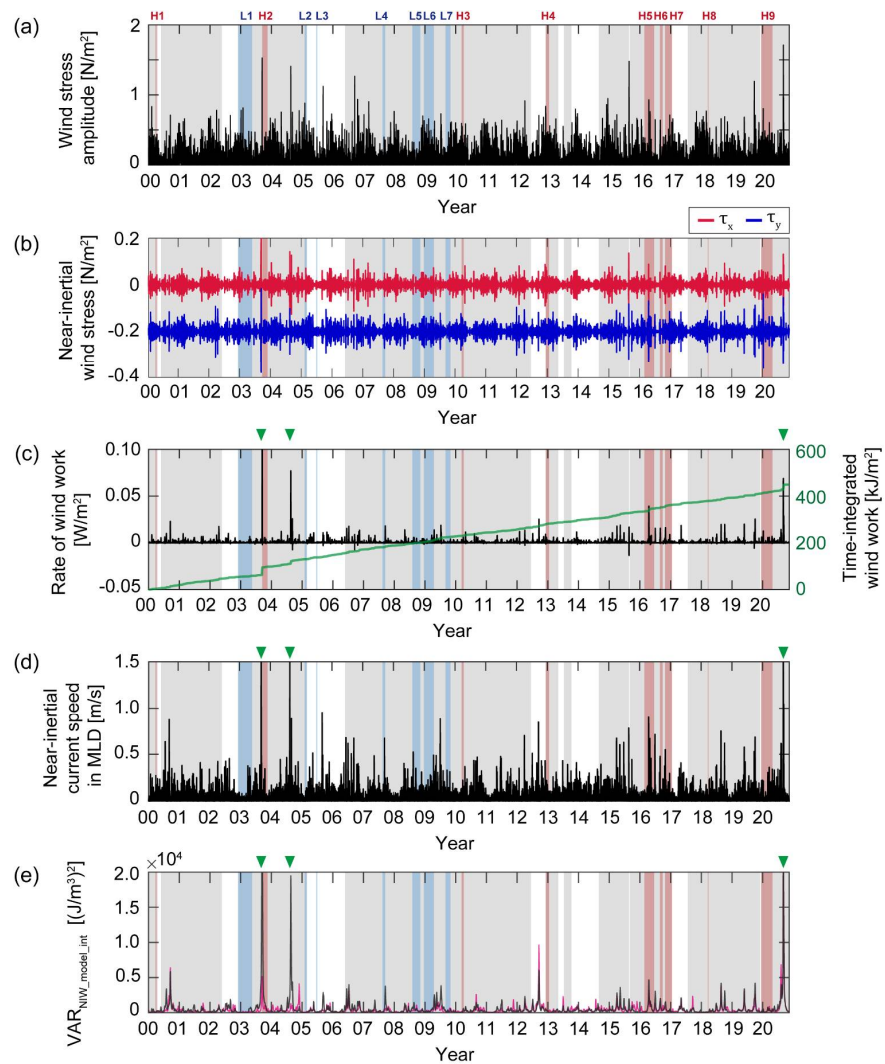 H1 L1 H2 L2 L3 L4 L5 L6 L7 H3 H4 H5 H6 H7 H8 H9
(a)
Wind stress
amplitude [N/m²]
2
1
0
00 01 02 03 04 05 06 07 08 09 10 11 12 13 14 15 16 17 18 19 20
Year
τx τy
(b)
Near-inertial
wind stress [N/m²]
0.2
0
-0.2
-0.4
00 01 02 03 04 05 06 07 08 09 10 11 12 13 14 15 16 17 18 19 20
Year
(c)
Rate of wind work
[W/m²]
0.10
0.05
0
-0.05
600
400
200
0
Time-integrated
wind work [kJ/m²]
00 01 02 03 04 05 06 07 08 09 10 11 12 13 14 15 16 17 18 19 20
Year
(d)
Near-inertial
current speed
in MLD [m/s]
1.5
1.0
0.5
0
00 01 02 03 04 05 06 07 08 09 10 11 12 13 14 15 16 17 18 19 20
Year
(e)
VAR_NIW_model_int [(J/m³)²]
×10⁴
2.0
1.5
1.0
0.5
0
00 01 02 03 04 05 06 07 08 09 10 11 12 13 14 15 16 17 18 19 20
Year